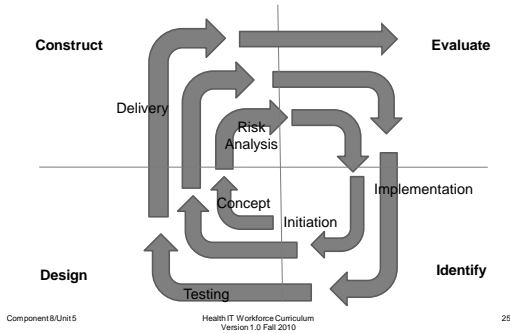 Construct
Evaluate
Delivery
Risk
Analysis
Implementation
Concept
Initiation
Design
Identify
Testing
Component 8/Unit 5
Health IT Workforce Curriculum
Version 1.0 Fall 2010
25